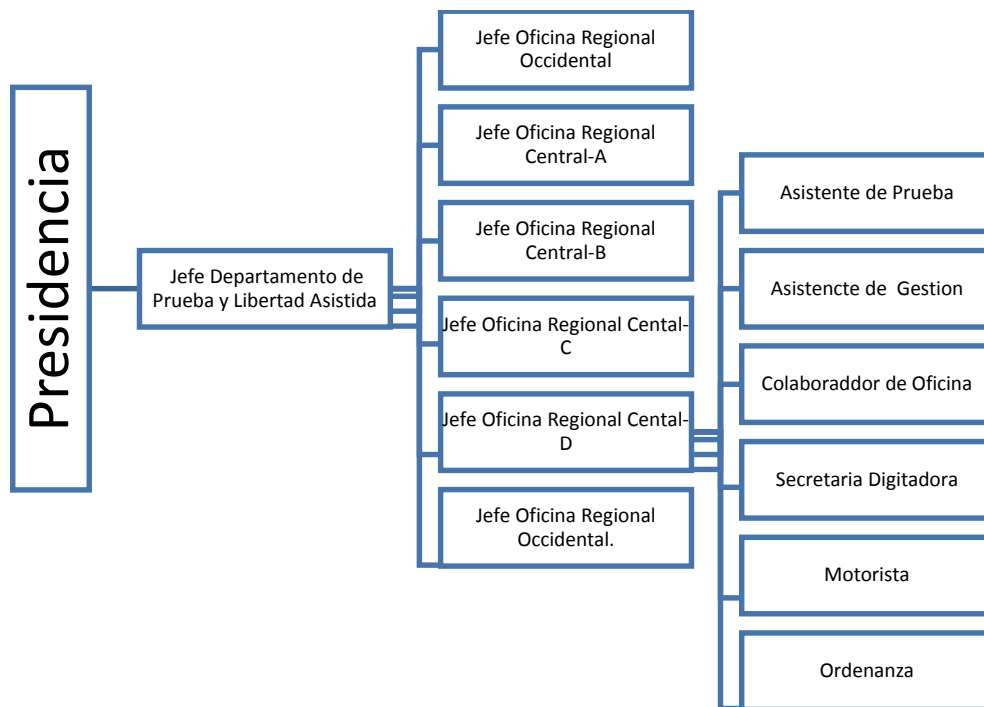 Presidencia
Jefe Departamento de
Prueba y Libertad Asistida
Jefe Oficina Regional
Occidental
Jefe Oficina Regional
Central-A
Jefe Oficina Regional
Central-B
Jefe Oficina Regional Cental-
C
Jefe Oficina Regional Cental-
D
Jefe Oficina Regional
Occidental.
Asistente de Prueba
Asistencte de  Gestion
Colaboraddor de Oficina
Secretaria Digitadora
Motorista
Ordenanza